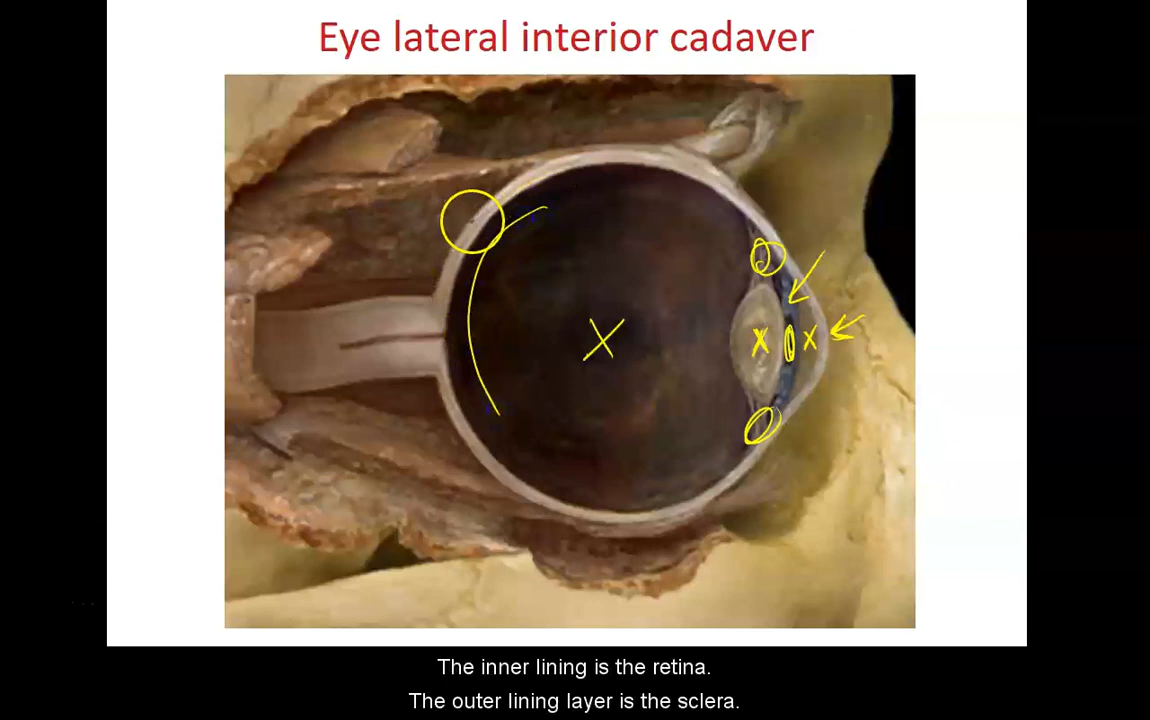 Eye lateral interior cadaver
X
X
X
The inner lining is the retina.
The outer lining layer is the sclera.